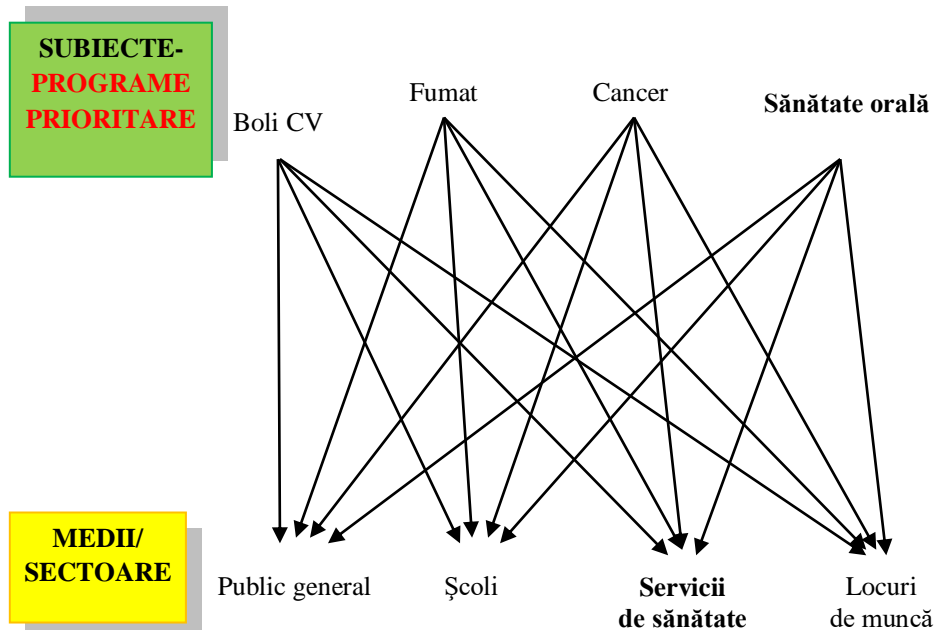 SUBIECTE-
PROGRAME
PRIORITARE
Boli CV
Fumat
Cancer
Sănătate orală
MEDII/
SECTOARE
Public general
Şcoli
Servicii
de sănătate
Locuri
de muncă